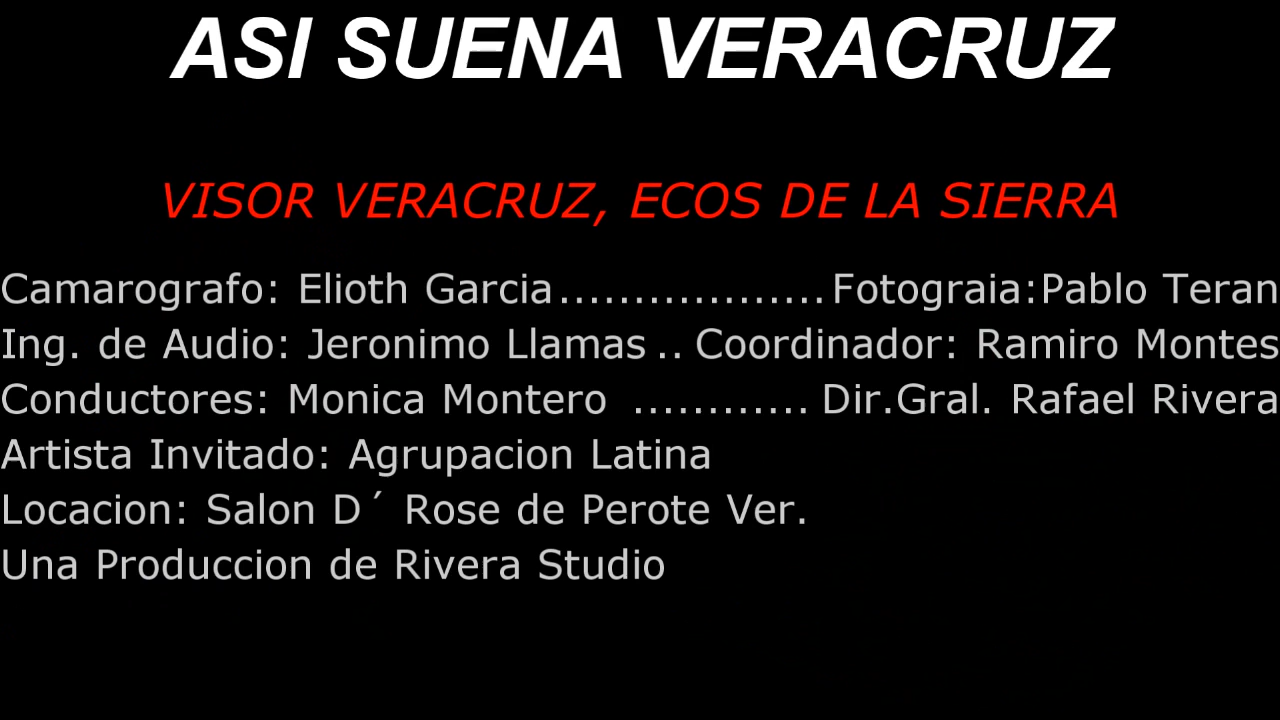 ASI SUENA VERACRUZ
VISOR VERACRUZ, ECOS DE LA SIERRA
Camarografo: Elioth Garcia.................. Fotograia:Pablo Teran
Ing. de Audio: Jeronimo Llamas .. Coordinador: Ramiro Montes
Conductores: Monica Montero ............ Dir.Gral. Rafael Rivera
Artista Invitado: Agrupacion Latina
Locacion: Salon D´ Rose de Perote Ver.
Una Produccion de Rivera Studio